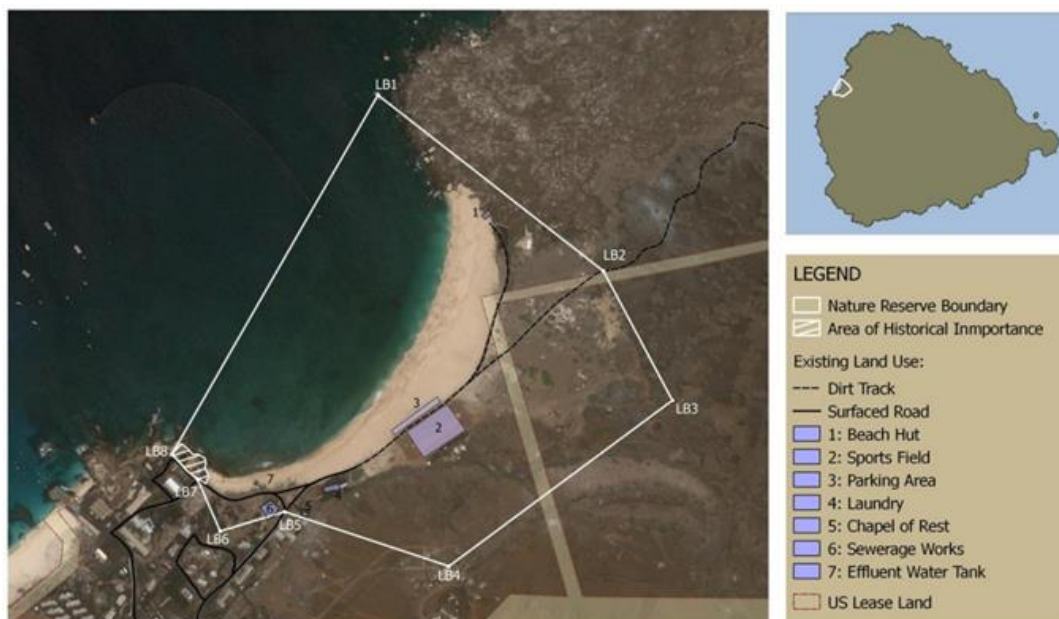 LB1
1
LB2
LB3
3
2
LB8
LB7
7
4
6
5
LB5
LB6
LB4
LEGEND
Nature Reserve Boundary
Area of Historical Inmportance
Existing Land Use:
Dirt Track
Surfaced Road
1: Beach Hut
2: Sports Field
3: Parking Area
4: Laundry
5: Chapel of Rest
6: Sewerage Works
7: Effluent Water Tank
US Lease Land